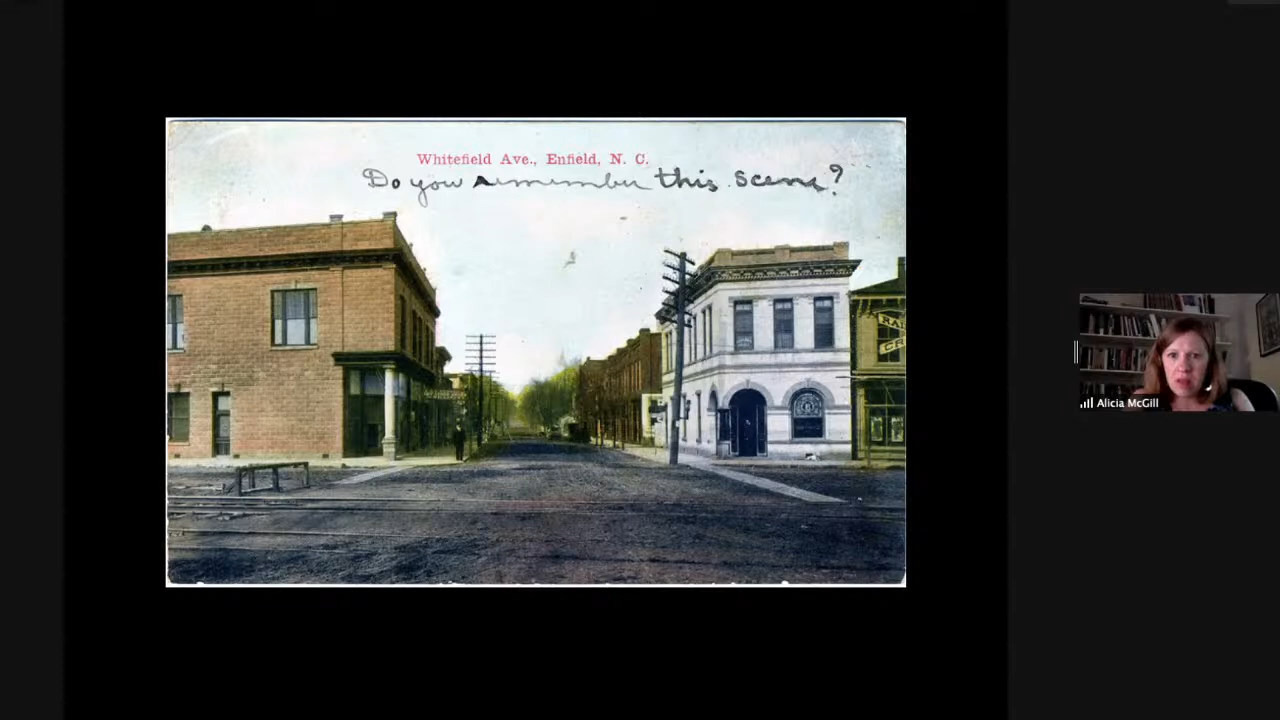 Whitefield Ave., Enfield, N. C.
Do you remember this scene?
Alicia McGill